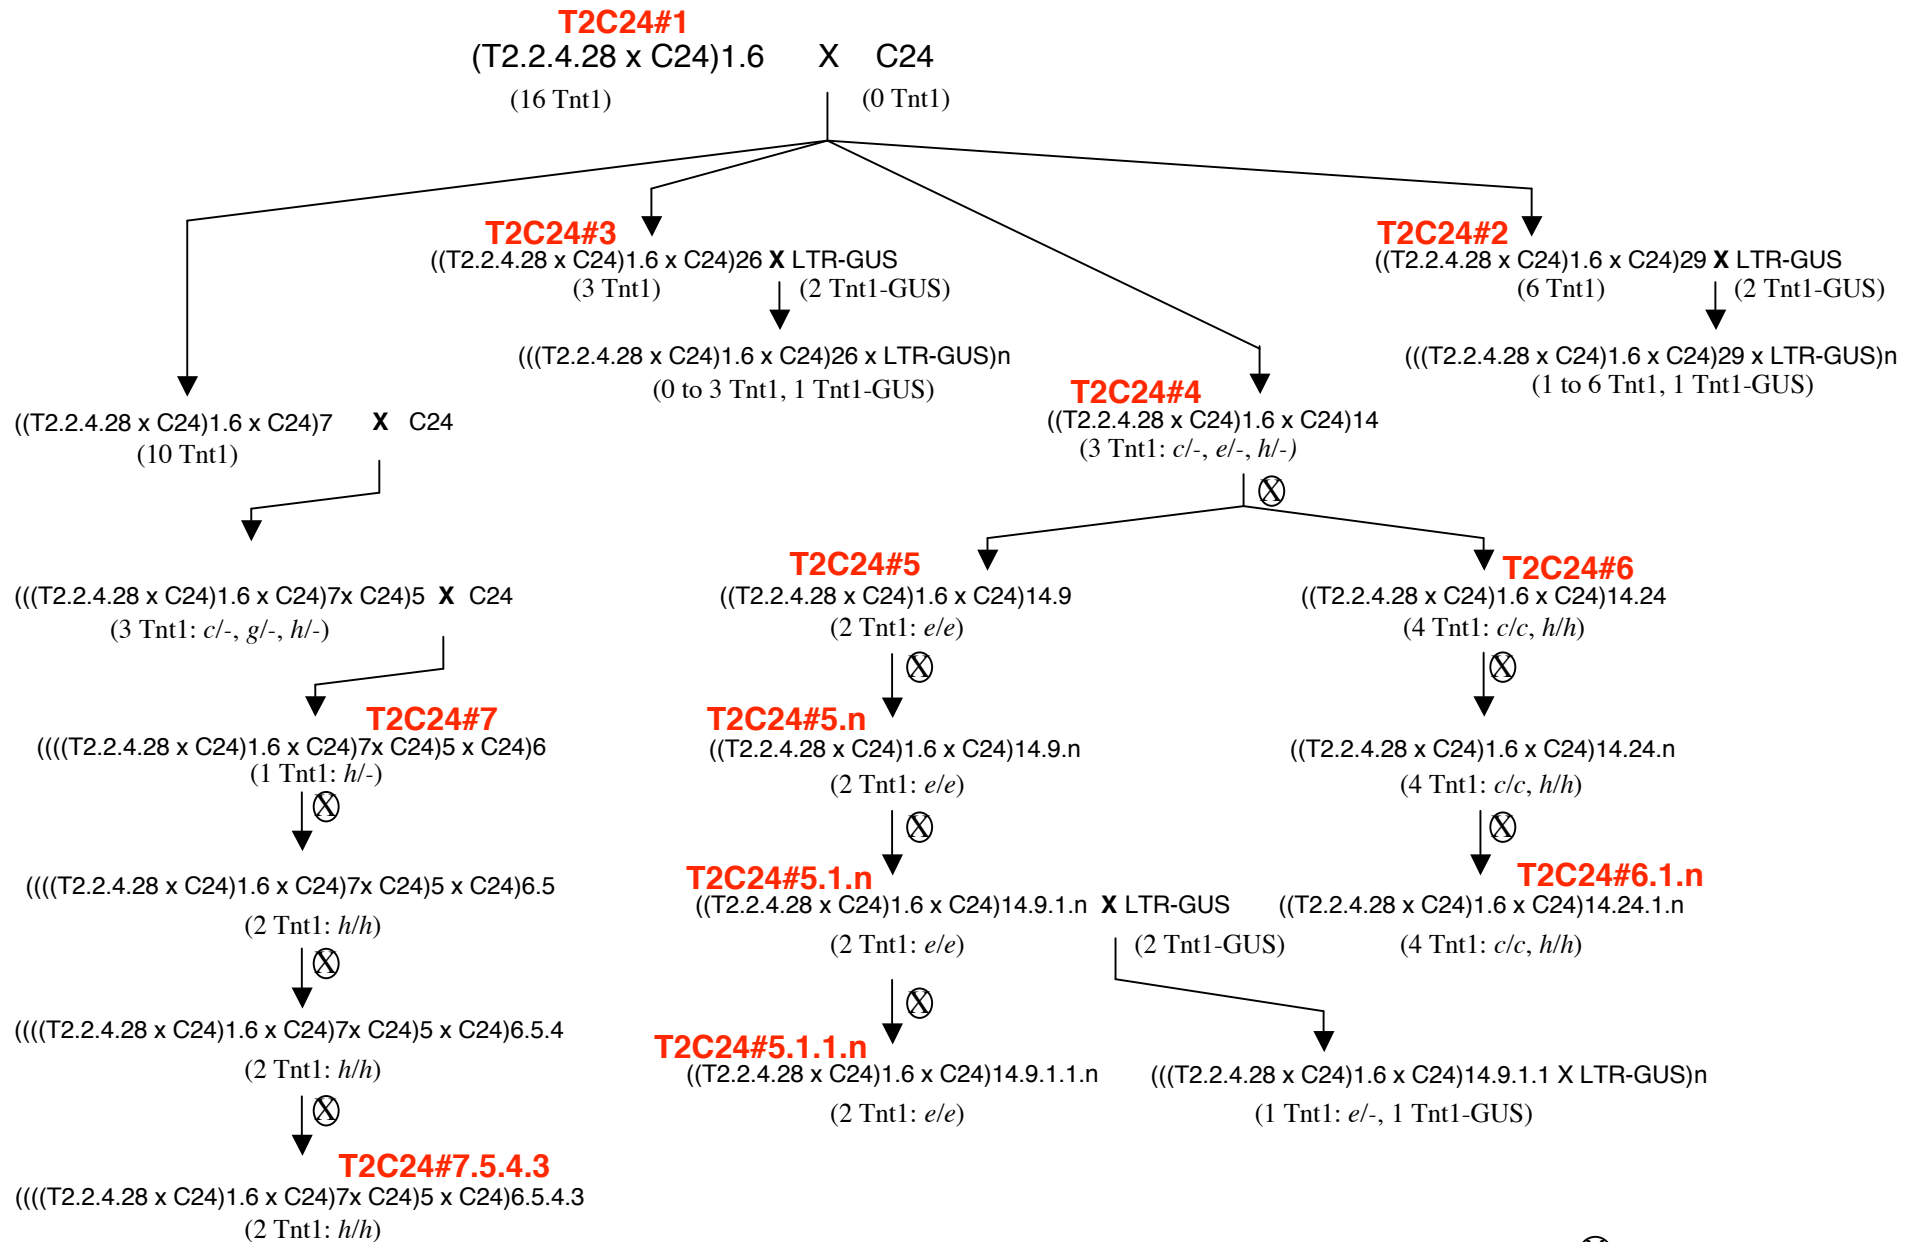 T2C24#1
(T2.2.4.28 x C24)1.6 X C24
(16 Tnt1) (0 Tnt1)
T2C24#3
((T2.2.4.28 x C24)1.6 x C24)26 X LTR-GUS
(3 Tnt1) (2 Tnt1-GUS)
(((T2.2.4.28 x C24)1.6 x C24)26 x LTR-GUS)n
(0 to 3 Tnt1, 1 Tnt1-GUS)
T2C24#2
((T2.2.4.28 x C24)1.6 x C24)29 X LTR-GUS
(6 Tnt1) (2 Tnt1-GUS)
(((T2.2.4.28 x C24)1.6 x C24)29 x LTR-GUS)n
(1 to 6 Tnt1, 1 Tnt1-GUS)
((T2.2.4.28 x C24)1.6 x C24)7 X C24
(10 Tnt1)
(((T2.2.4.28 x C24)1.6 x C24)7x C24)5 X C24
(3 Tnt1: c/-, g/-, h/-)
T2C24#7
((((T2.2.4.28 x C24)1.6 x C24)7x C24)5 x C24)6
(1 Tnt1: h/-)
X
((((T2.2.4.28 x C24)1.6 x C24)7x C24)5 x C24)6.5
(2 Tnt1: h/h)
X
((((T2.2.4.28 x C24)1.6 x C24)7x C24)5 x C24)6.5.4
(2 Tnt1: h/h)
X
T2C24#7.5.4.3
((((T2.2.4.28 x C24)1.6 x C24)7x C24)5 x C24)6.5.4.3
(2 Tnt1: h/h)
T2C24#4
((T2.2.4.28 x C24)1.6 x C24)14
(3 Tnt1: c/-, e/-, h/-)
X
T2C24#5
((T2.2.4.28 x C24)1.6 x C24)14.9
(2 Tnt1: e/e)
X
T2C24#5.n
((T2.2.4.28 x C24)1.6 x C24)14.9.n
(2 Tnt1: e/e)
X
T2C24#5.1.n
((T2.2.4.28 x C24)1.6 x C24)14.9.1.n X LTR-GUS
(2 Tnt1: e/e) (2 Tnt1-GUS)
X
T2C24#5.1.1.n
((T2.2.4.28 x C24)1.6 x C24)14.9.1.1.n
(2 Tnt1: e/e)
(((T2.2.4.28 x C24)1.6 x C24)14.9.1.1 X LTR-GUS)n
(1 Tnt1: e/-, 1 Tnt1-GUS)
T2C24#6
((T2.2.4.28 x C24)1.6 x C24)14.24
(4 Tnt1: c/c, h/h)
X
((T2.2.4.28 x C24)1.6 x C24)14.24.n
(4 Tnt1: c/c, h/h)
X
T2C24#6.1.n
((T2.2.4.28 x C24)1.6 x C24)14.24.1.n
(4 Tnt1: c/c, h/h)